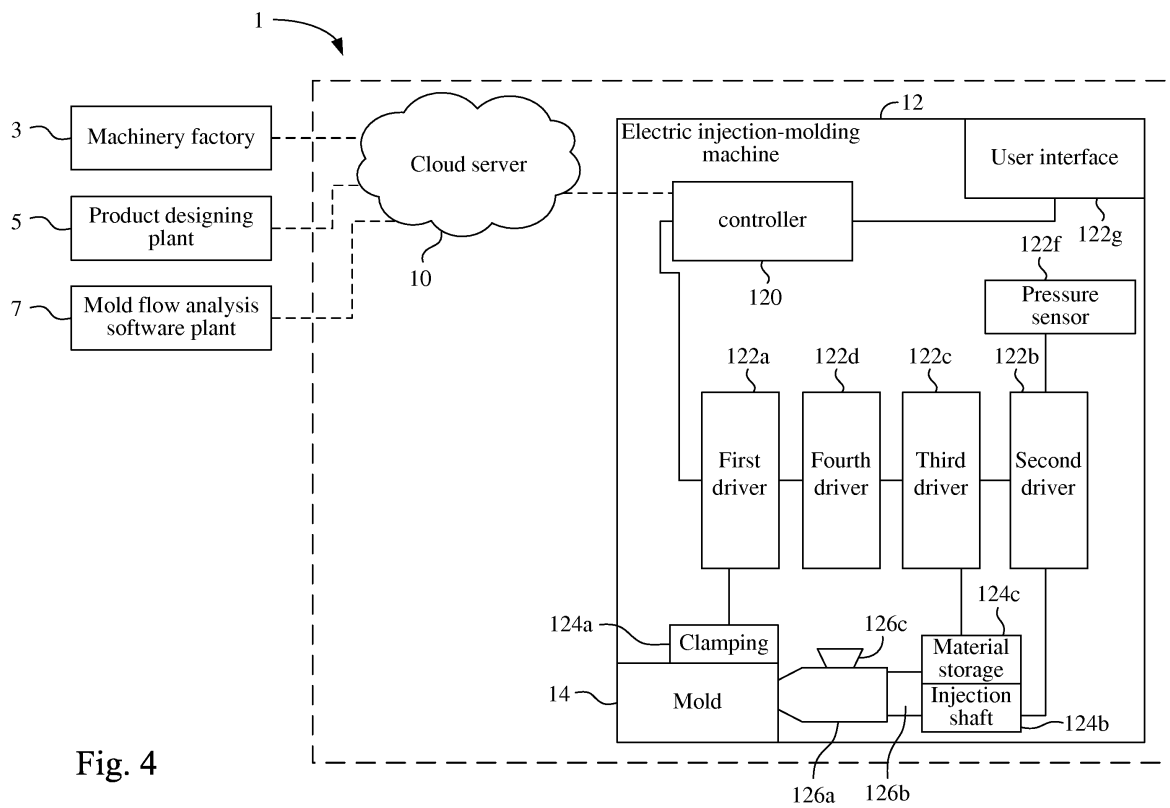 1
3
Machinery factory
5
Product designing
plant
7
Mold flow analysis
software plant
Cloud server
10
12
Electric injection-molding
machine
User interface
122g
controller
120
122f
Pressure
sensor
122a
122d
122c
122b
First
driver
Fourth
driver
Third
driver
Second
driver
124a
Clamping
126c
124c
Material
storage
14
Mold
Injection
shaft
124b
126a
126b
Fig. 4